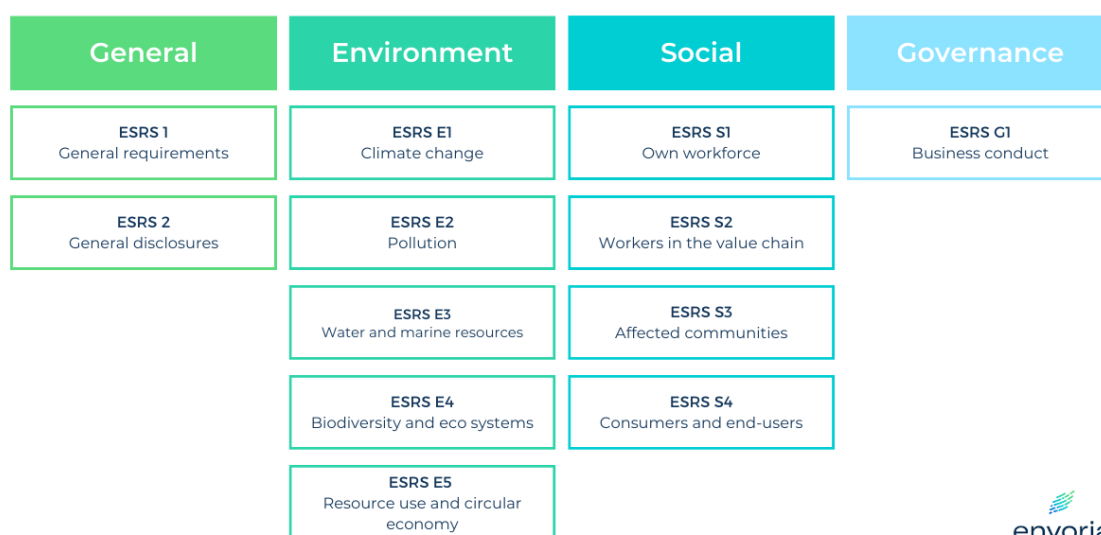 General
Environment
Social
Governance
ESRS 1
General requirements
ESRS E1
Climate change
ESRS S1
Own workforce
ESRS G1
Business conduct
ESRS 2
General disclosures
ESRS E2
Pollution
ESRS S2
Workers in the value chain
ESRS E3
Water and marine resources
ESRS S3
Affected communities
ESRS E4
Biodiversity and eco systems
ESRS S4
Consumers and end-users
ESRS E5
Resource use and circular
economy
envoria